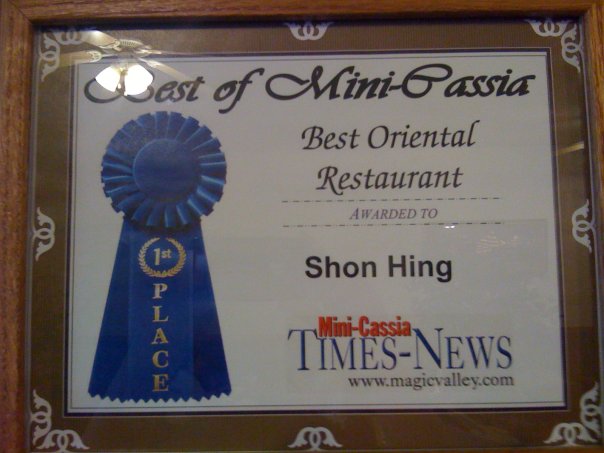 Best of Mini-Cassia
Best Oriental
Restaurant
AWARDED TO
Shon Hing
1st
PLACE
Mini-Cassia
TIMES-NEWS
www.magicvalley.com